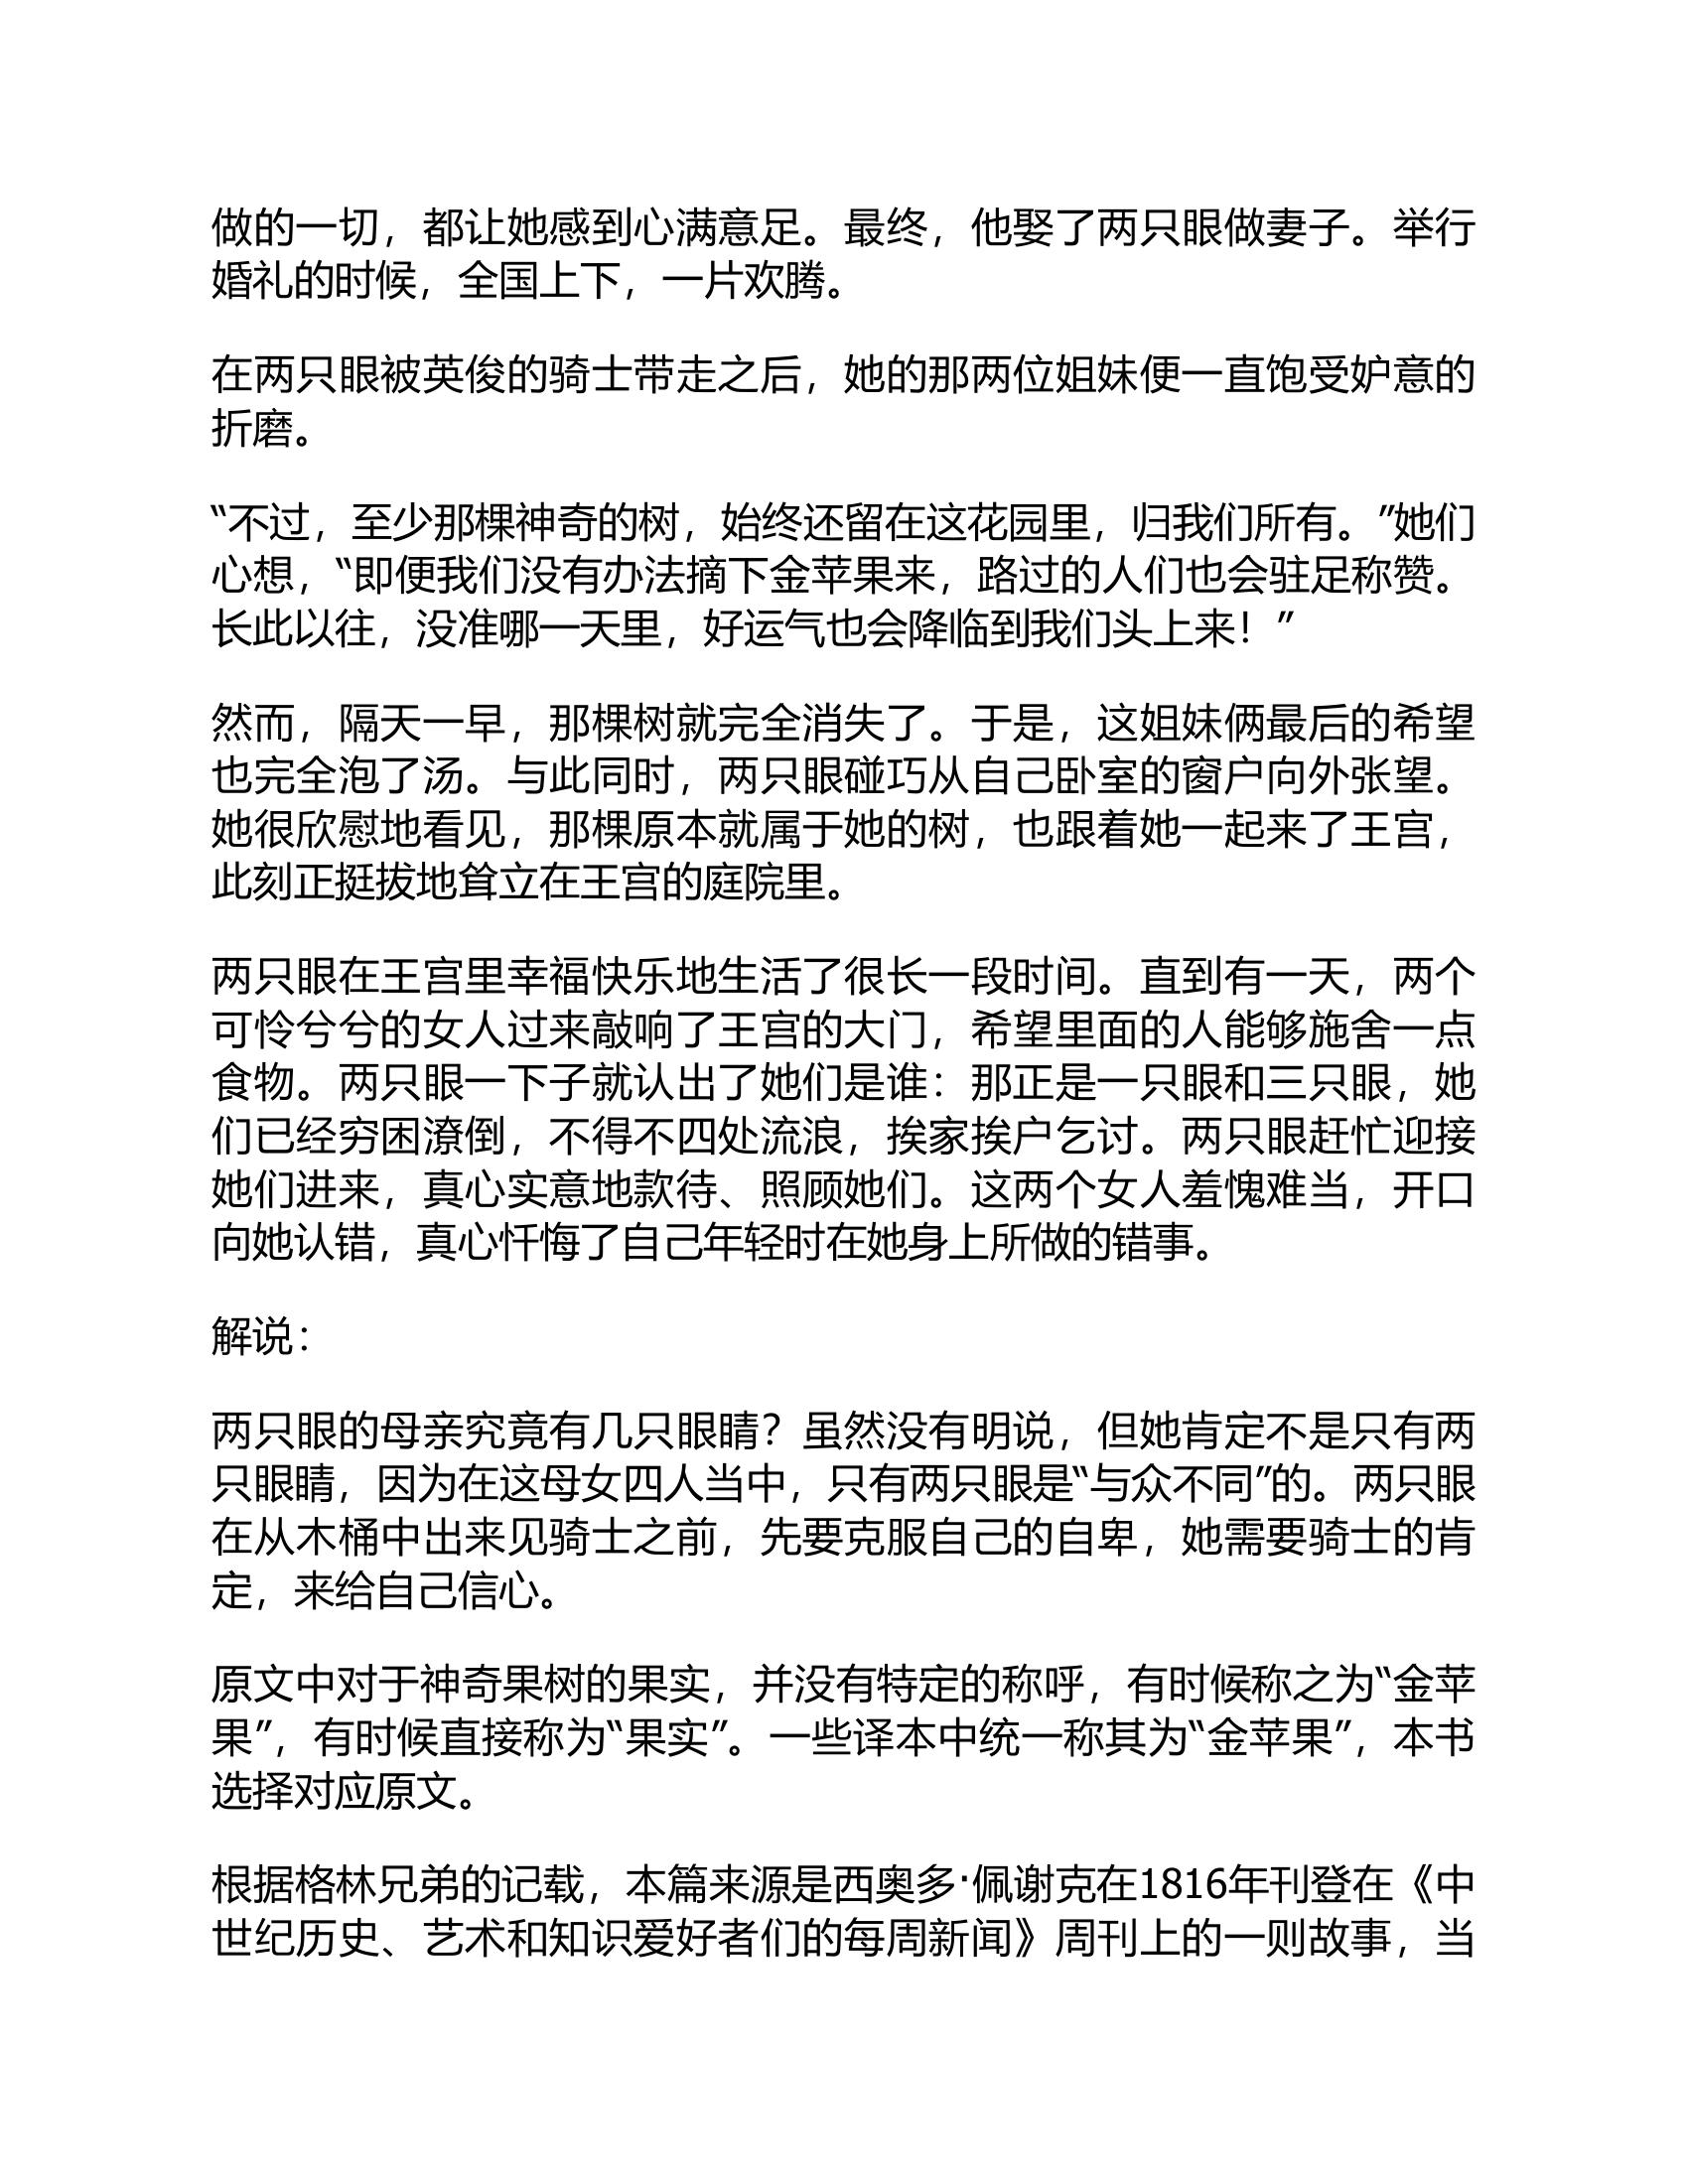 做的一切，都让她感到心满意足。最终，他娶了两只眼做妻子。举行
婚礼的时候，全国上下，一片欢腾。
在两只眼被英俊的骑士带走之后，她的那两位姐妹便一直饱受妒意的
折磨。
“不过，至少那棵神奇的树，始终还留在这花园里，归我们所有。”她们
心想，“即便我们没有办法摘下金苹果来，路过的人们也会驻足称赞。
长此以往，没准哪一天里，好运气也会降临到我们头上来！”
然而，隔天一早，那棵树就完全消失了。于是，这姐妹俩最后的希望
也完全泡了汤。与此同时，两只眼碰巧从自己卧室的窗户向外张望。
她很欣慰地看见，那棵原本就属于她的树，也跟着她一起来了王宫，
此刻正挺拔地耸立在王宫的庭院里。
两只眼在王宫里幸福快乐地生活了很长一段时间。直到有一天，两个
可怜兮兮的女人过来敲响了王宫的大门，希望里面的人能够施舍一点
食物。两只眼一下子就认出了她们是谁：那正是一只眼和三只眼，她
们已经穷困潦倒，不得不四处流浪，挨家挨户乞讨。两只眼赶忙迎接
她们进来，真心实意地款待、照顾她们。这两个女人羞愧难当，开口
向她认错，真心忏悔了自己年轻时在她身上所做的错事。
解说：
两只眼的母亲究竟有几只眼睛？虽然没有明说，但她肯定不是只有两
只眼睛，因为在这母女四人当中，只有两只眼是“与众不同”的。两只眼
在从木桶中出来见骑士之前，先要克服自己的自卑，她需要骑士的肯
定，来给自己信心。
原文中对于神奇果树的果实，并没有特定的称呼，有时候称之为“金苹
果”，有时候直接称为“果实”。一些译本中统一称其为“金苹果”，本书
选择对应原文。
根据格林兄弟的记载，本篇来源是西奥多·佩谢克在1816年刊登在《中
世纪历史、艺术和知识爱好者们的每周新闻》周刊上的一则故事，当